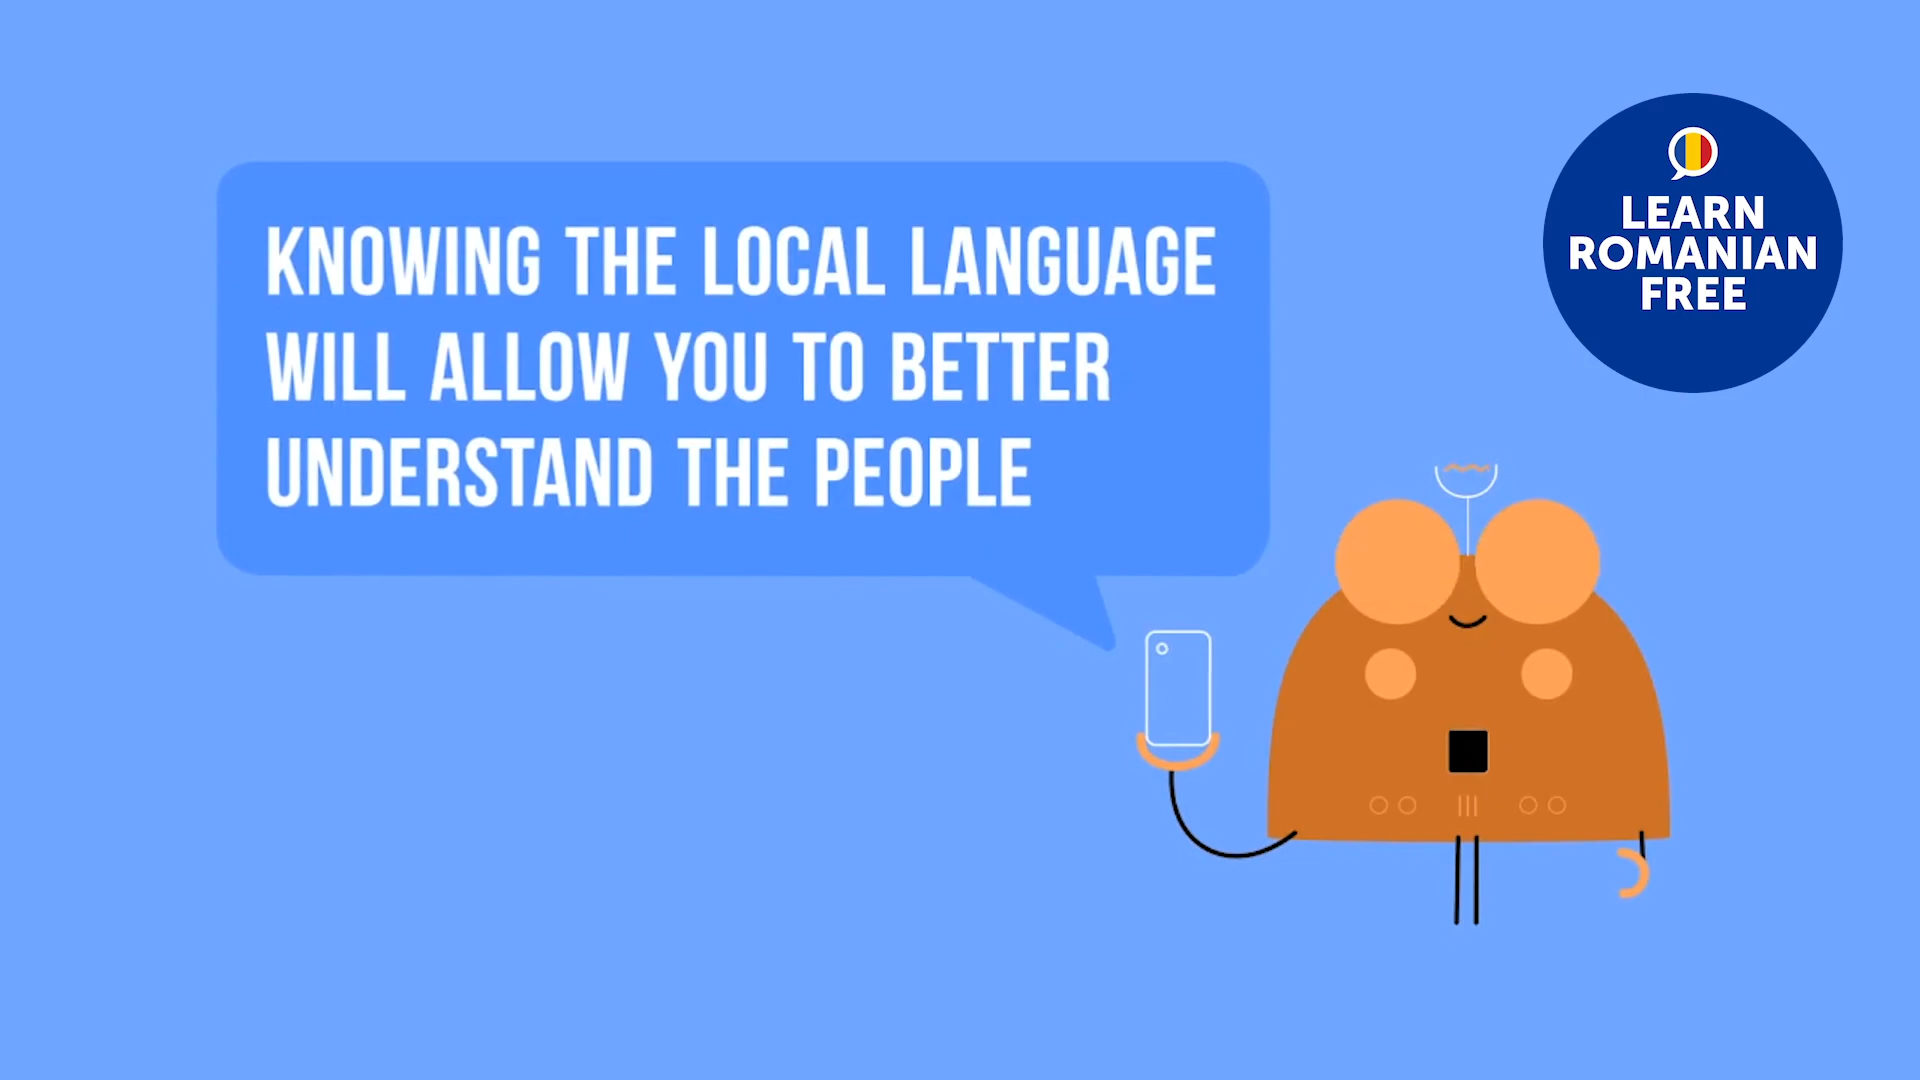 KNOWING THE LOCAL LANGUAGE
WILL ALLOW YOU TO BETTER
UNDERSTAND THE PEOPLE
LEARN
ROMANIAN
FREE